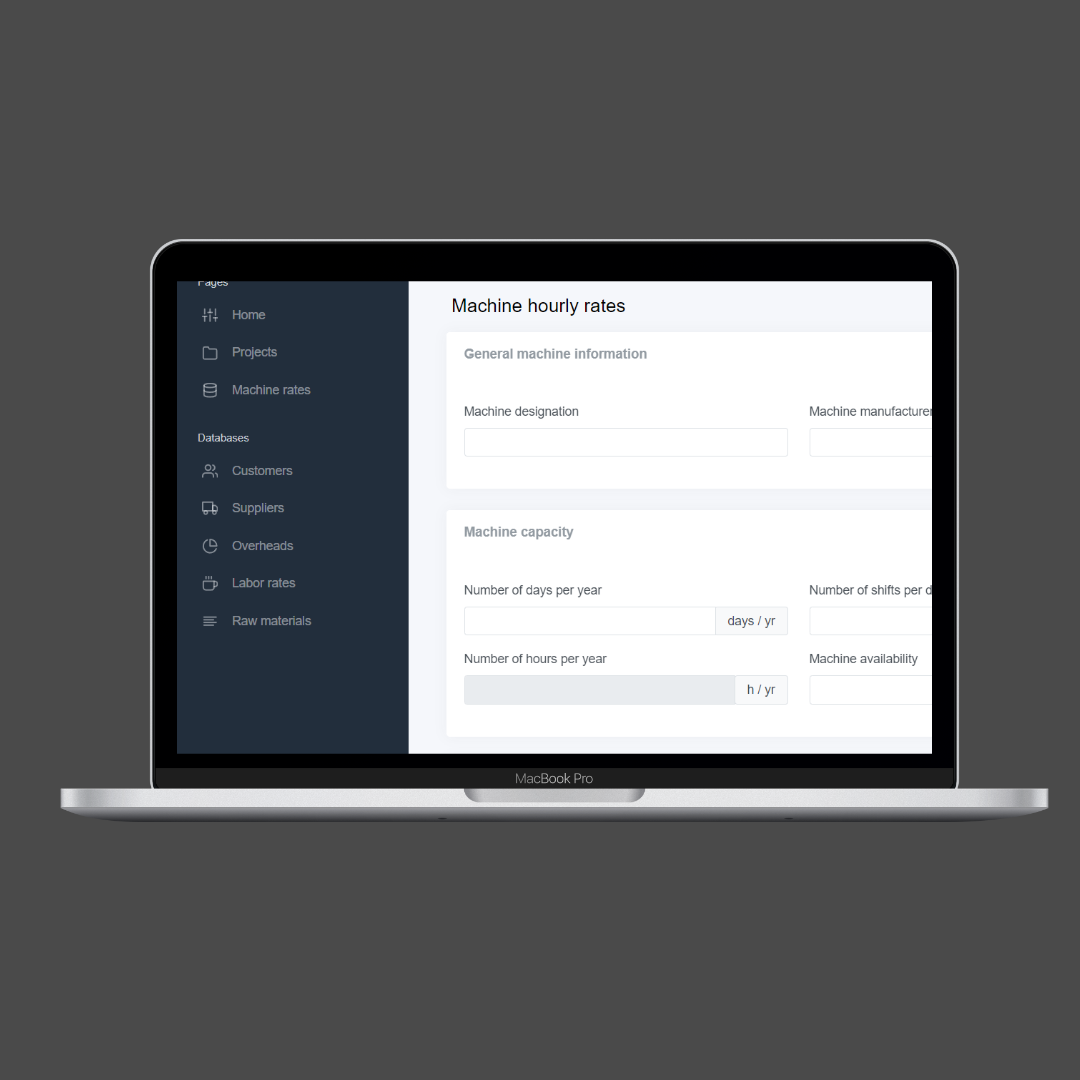 Pages
Home
Projects
Machine rates
Databases
Customers
Suppliers
Overheads
Labor rates
Raw materials
Machine hourly rates
General machine information
Machine designation
Machine manufacturer
Machine capacity
Number of days per year
days / yr
Number of shifts per d
Number of hours per year
h / yr
Machine availability
MacBook Pro